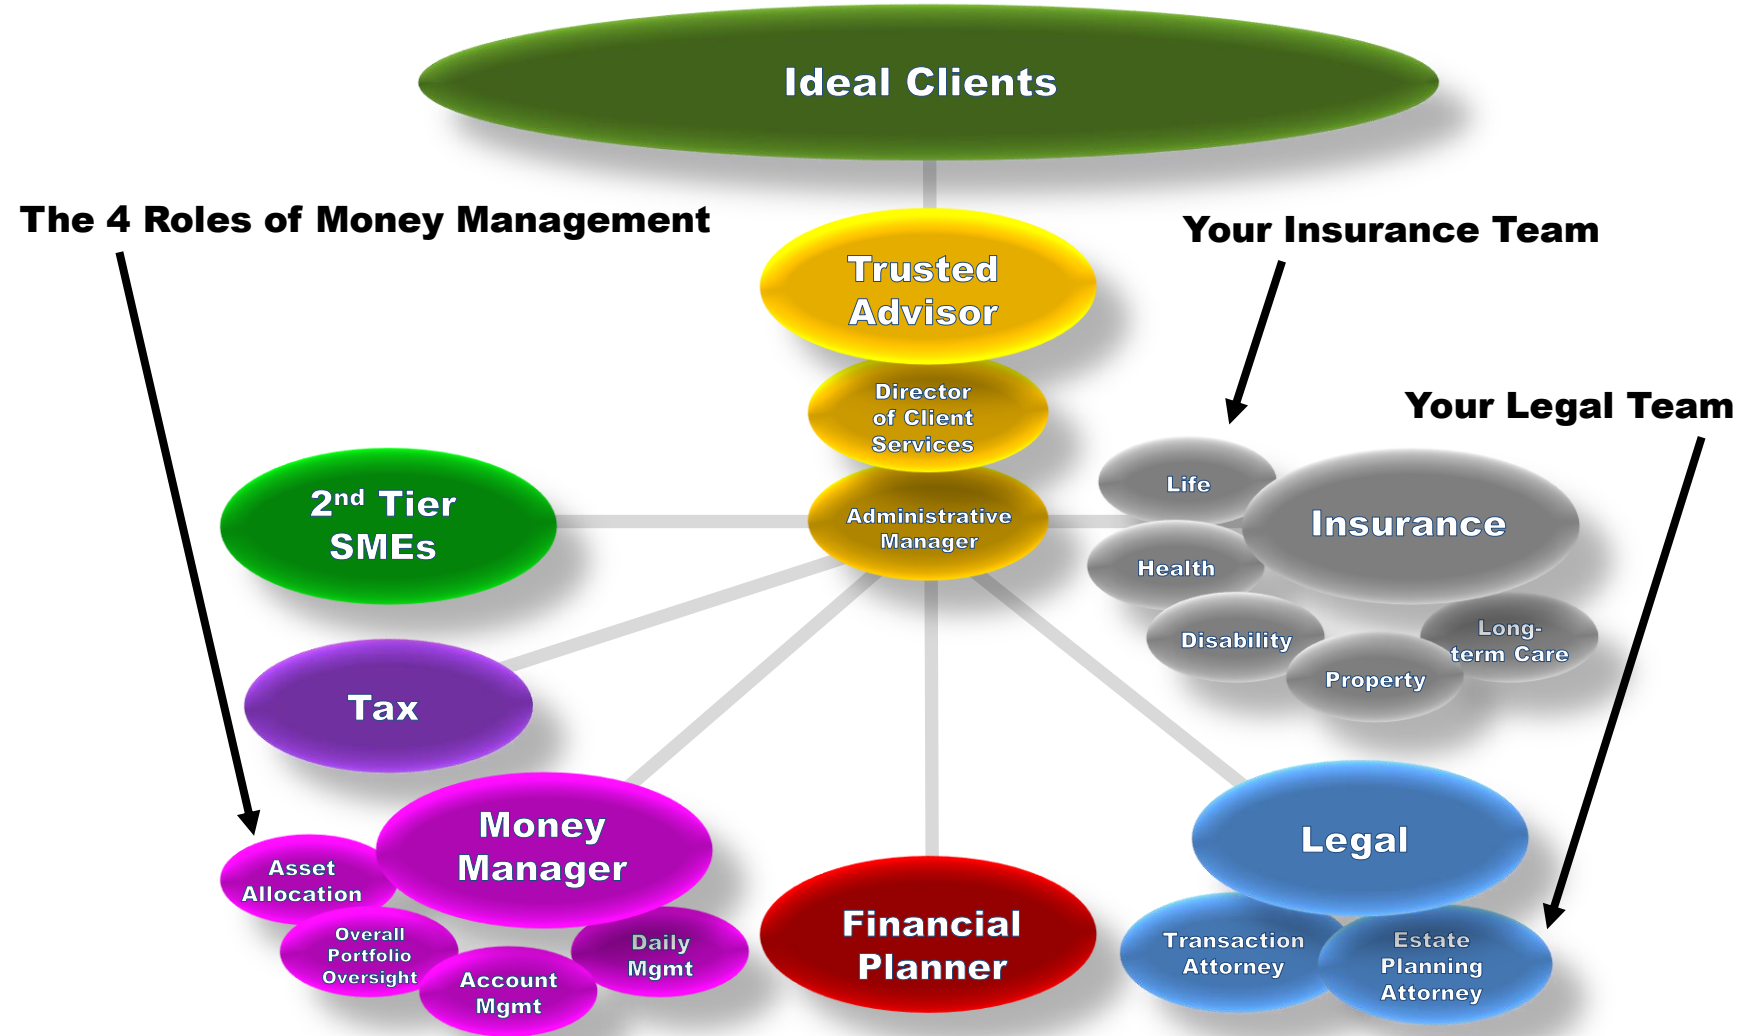 Ideal Clients
The 4 Roles of Money Management
Your Insurance Team
Trusted
Advisor
Director
of Client
Services
Your Legal Team
2nd Tier
SMEs
Administrative
Manager
Life
Insurance
Health
Disability
Long-
term Care
Property
Tax
Money
Manager
Asset
Allocation
Overall
Portfolio
Oversight
Account
Mgmt
Daily
Mgmt
Financial
Planner
Legal
Transaction
Attorney
Estate
Planning
Attorney